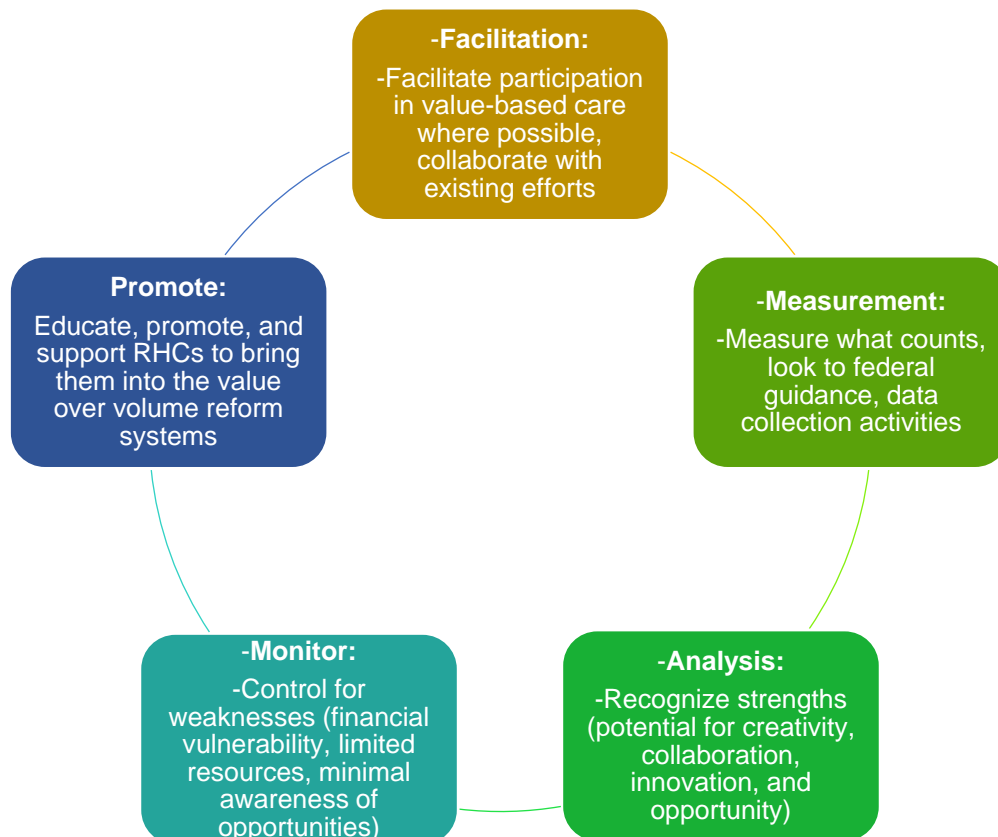 -Facilitation:
-Facilitate participation
in value-based care
where possible,
collaborate with
existing efforts
-Measurement:
-Measure what counts,
look to federal
guidance, data
collection activities
-Analysis:
-Recognize strengths
(potential for creativity,
collaboration,
innovation, and
opportunity)
-Monitor:
-Control for
weaknesses (financial
vulnerability, limited
resources, minimal
awareness of
opportunities)
Promote:
Educate, promote, and
support RHCs to bring
them into the value
over volume reform
systems